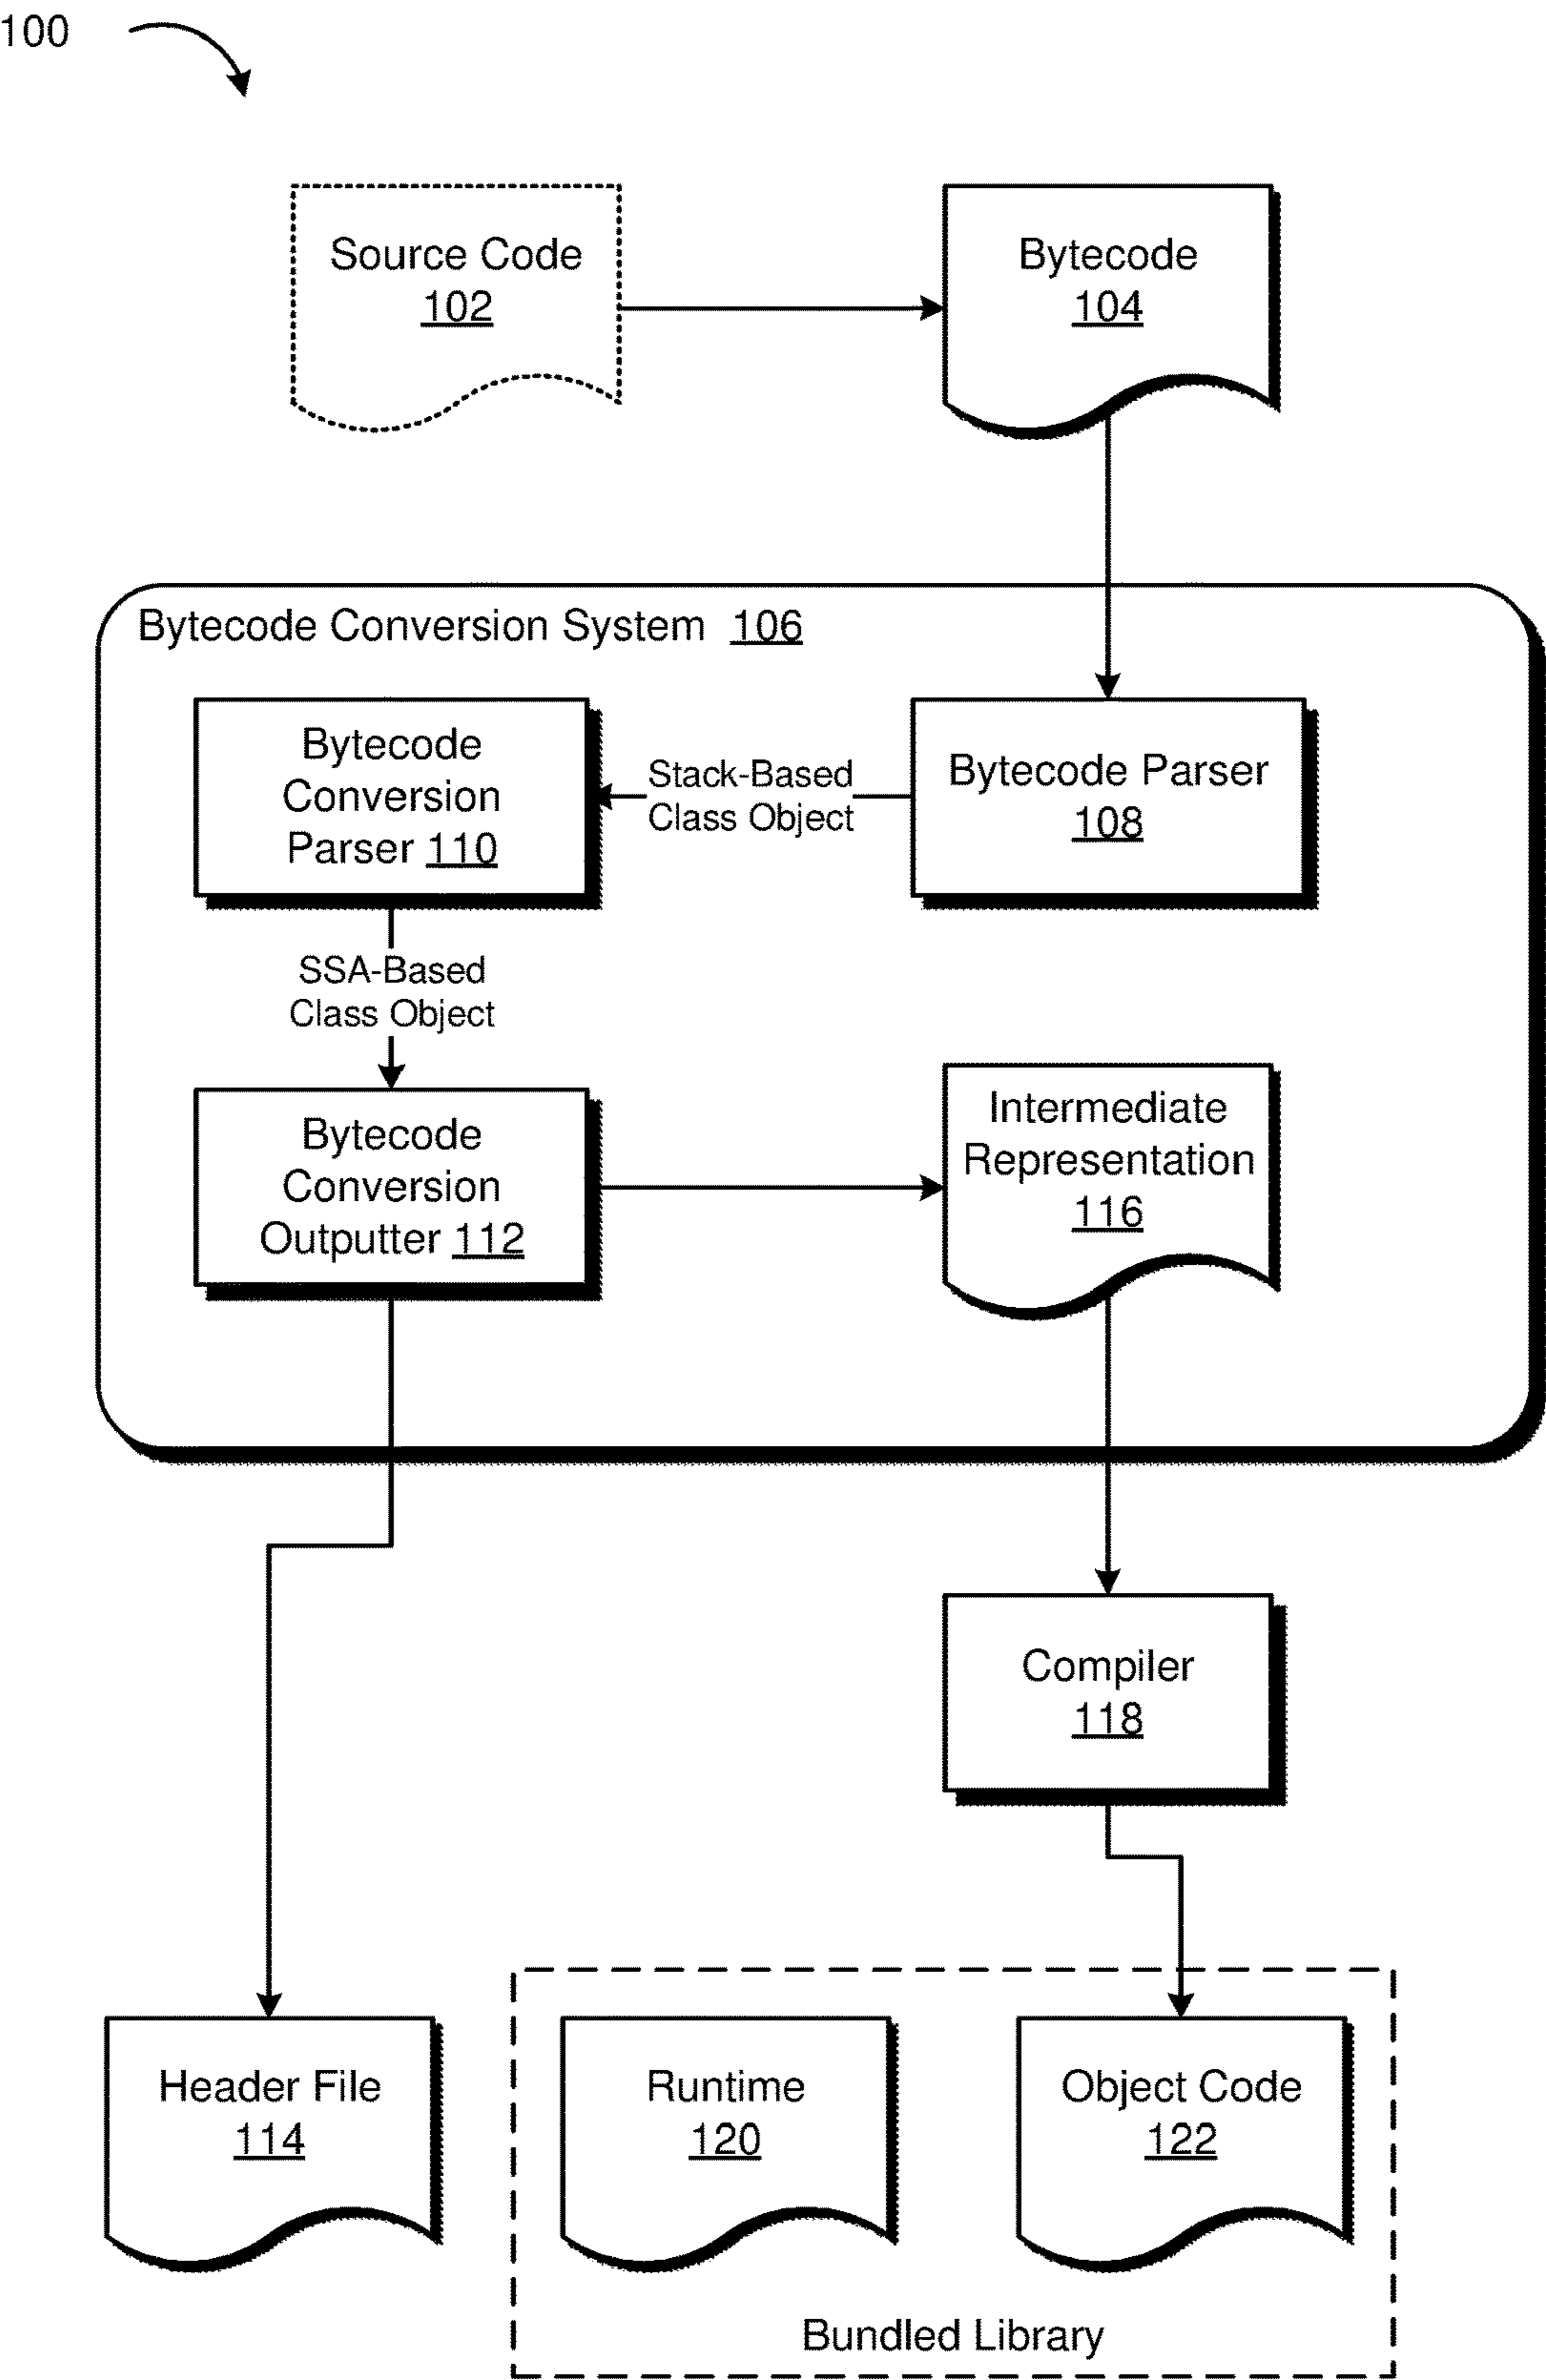 100
Source Code
102
Bytecode
104
Bytecode Conversion System 106
Bytecode
Conversion
Parser 110
Stack-Based
Class Object
Bytecode Parser
108
SSA-Based
Class Object
Bytecode
Conversion
Outputter 112
Intermediate
Representation
116
Compiler
118
Header File
114
Runtime
120
Object Code
122
Bundled Library